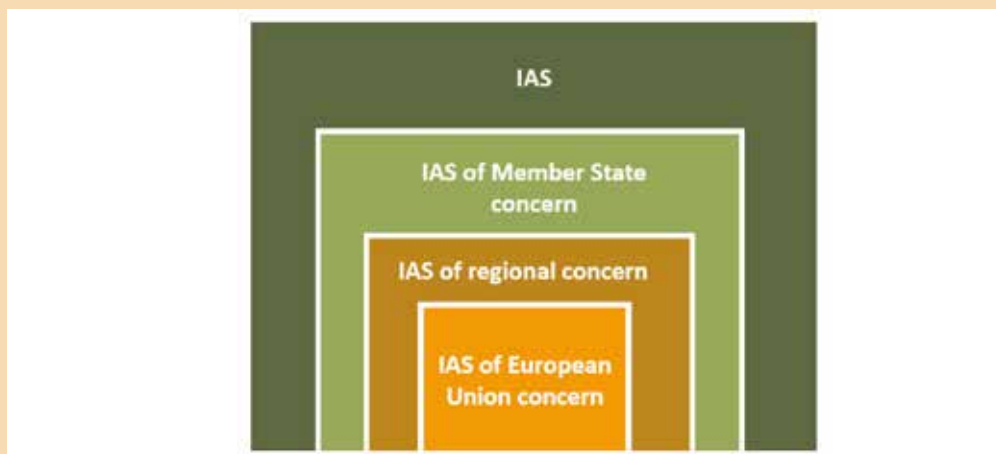 IAS
IAS of Member State
concern
IAS of regional concern
IAS of European
Union concern